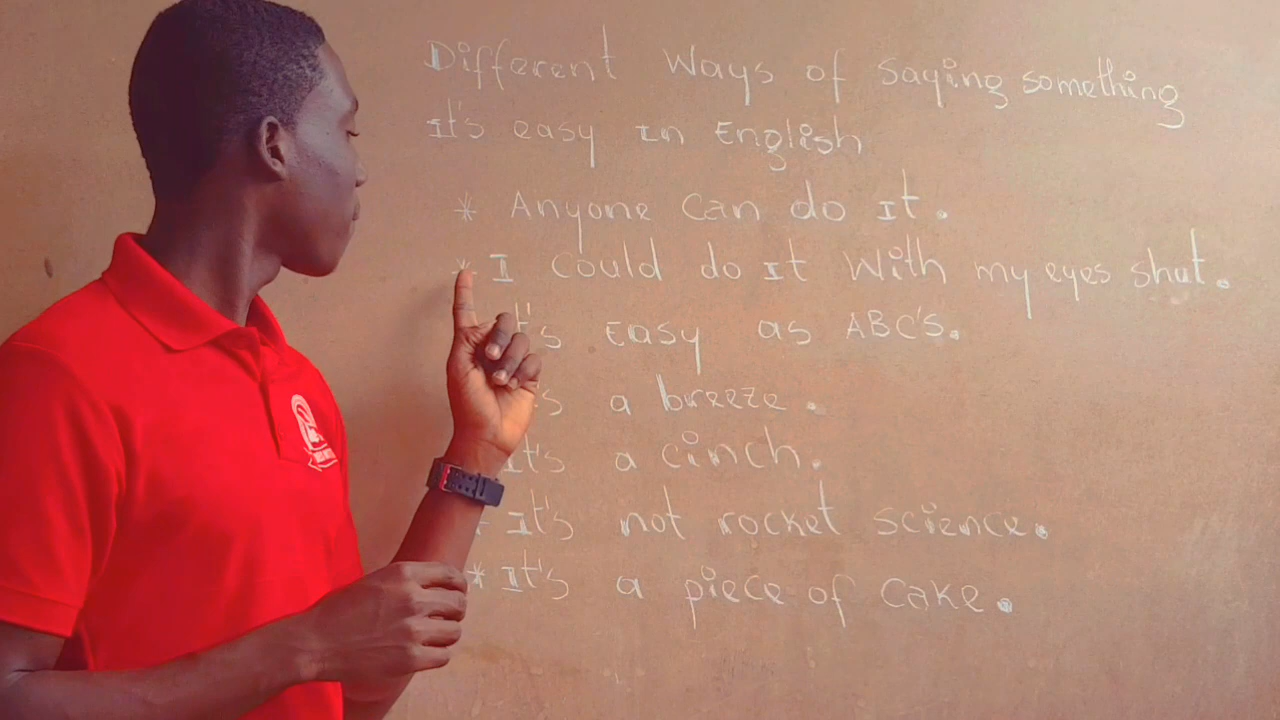 Different Ways of Saying something
It's easy in English
* Anyone can do it.
* I could do it With my eyes shut.
t's Easy as ABC's.
's a breeze.
It's a cinch.
* It's not rocket science.
* It's a piece of cake.